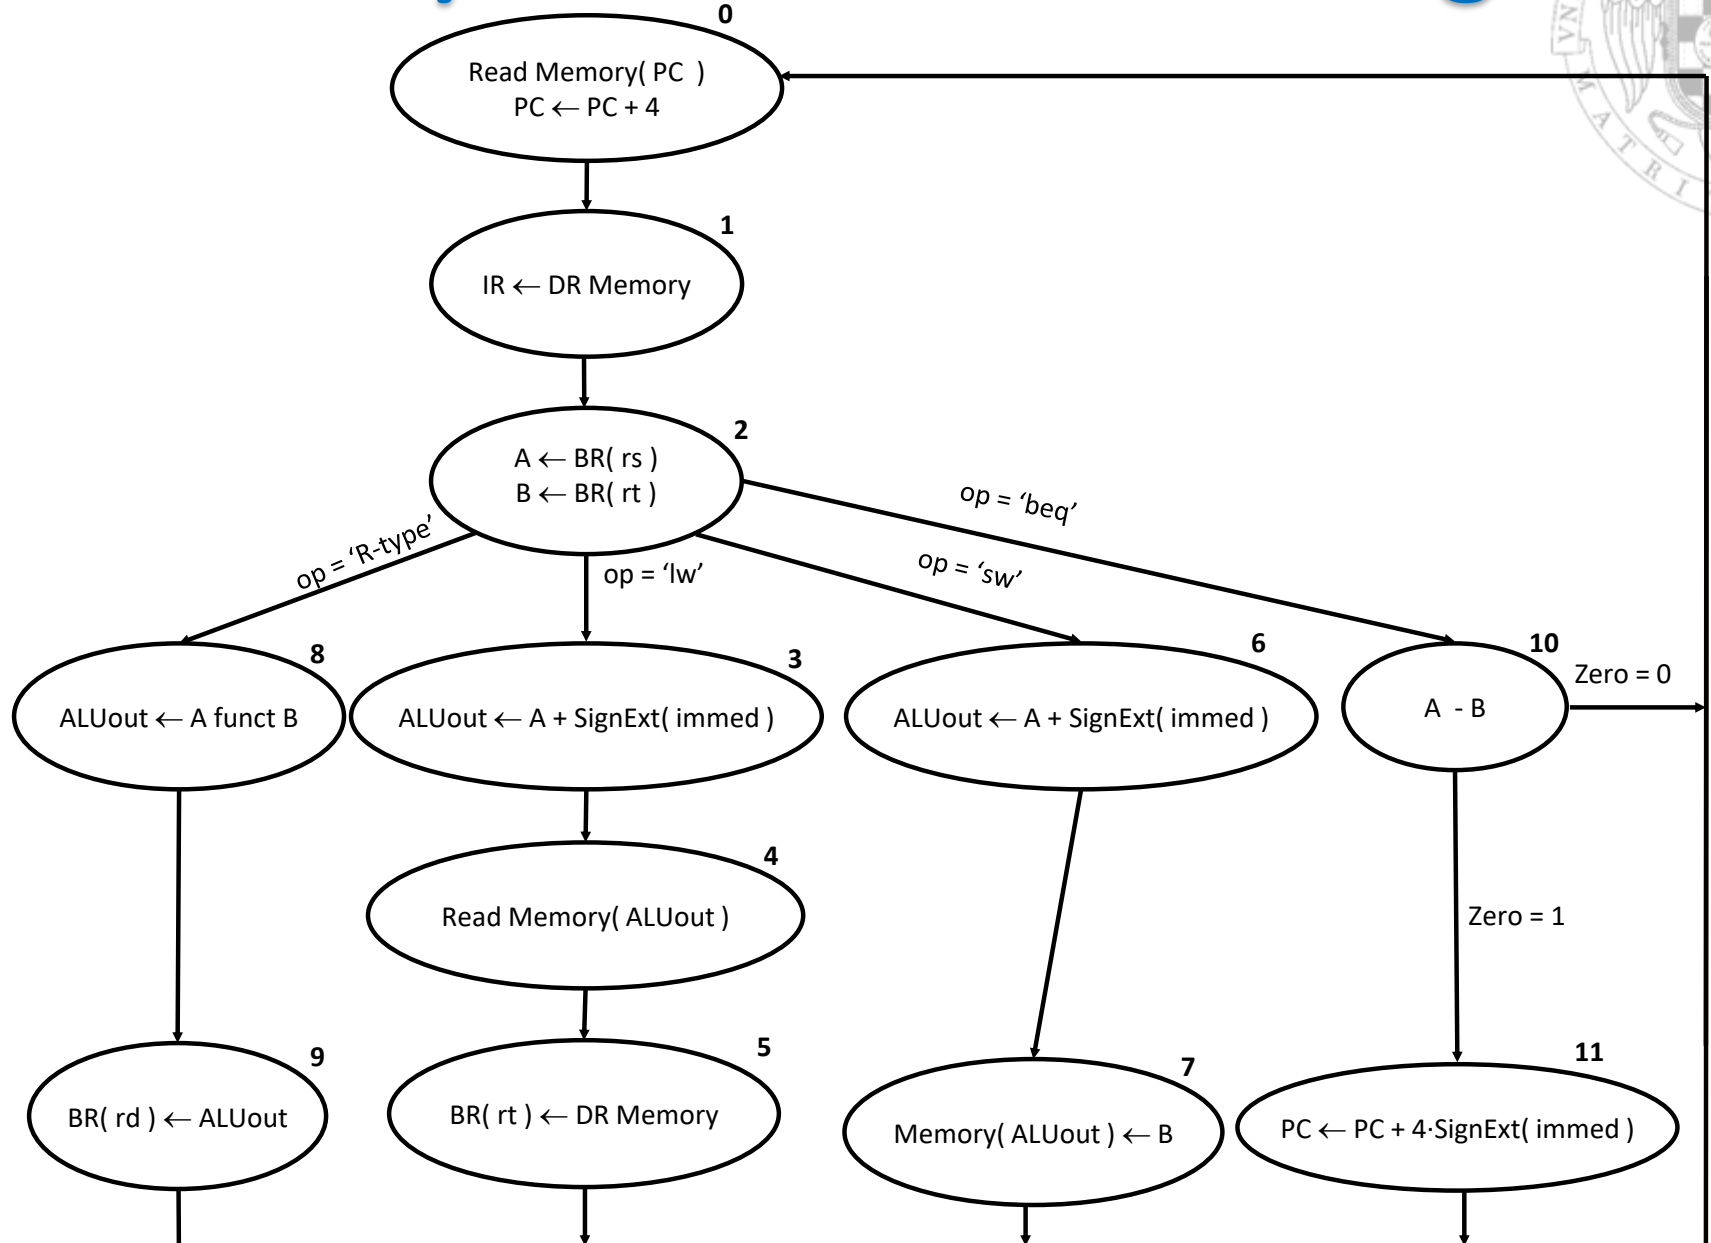 0
Read Memory( PC )
PC ← PC + 4
1
IR ← DR Memory
2
A ← BR( rs )
B ← BR( rt )
op = ‘R-type’
op = ‘lw’
op = ‘sw’
op = ‘beq’
8
ALUout ← A funct B
3
ALUout ← A + SignExt( immed )
6
ALUout ← A + SignExt( immed )
10
A - B
Zero = 0
4
Read Memory( ALUout )
Zero = 1
9
BR( rd ) ← ALUout
5
BR( rt ) ← DR Memory
7
Memory( ALUout ) ← B
11
PC ← PC + 4·SignExt( immed )